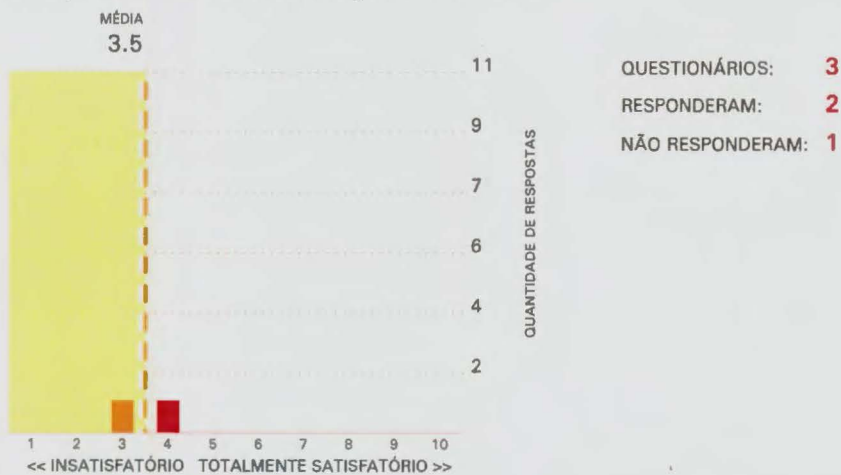 MÉDIA
3.5
11
9
7
6
4
2
QUANTIDADE DE RESPOSTAS
1 2 3 4 5 6 7 8 9 10
<< INSATISFATÓRIO TOTALMENTE SATISFATÓRIO >>
QUESTIONÁRIOS: 3
RESPONDERAM: 2
NÃO RESPONDERAM: 1